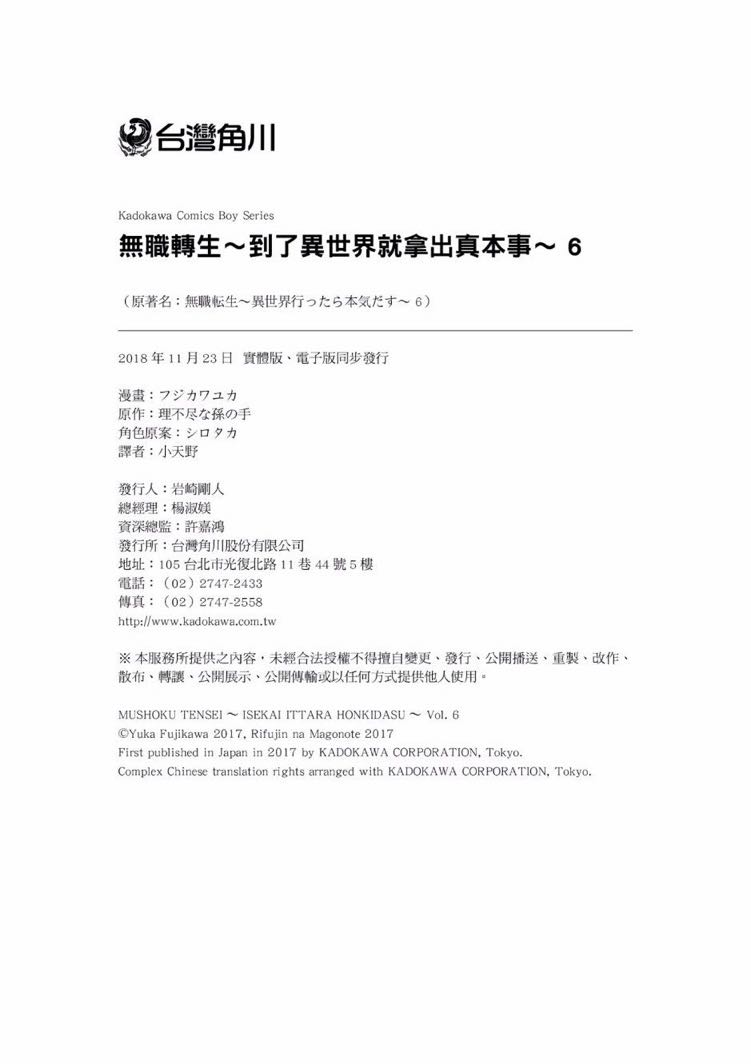 台灣角川
Kadokawa Comics Boy Series
無職轉生～到了異世界就拿出真本事～ 6
（原著名：無職転生～異世界行ったら本気だす～ 6）
2018 年 11 月 23 日 實體版、電子版同步發行
漫畫：フジカワユカ
原作：理不尽な孫の手
角色原案：シロタカ
譯者：小天野
發行人：岩崎剛人
總經理：楊淑媄
資深總監：許嘉鴻
發行所：台灣角川股份有限公司
地址：105 台北市光復北路 11 巷 44 號 5 樓
電話：（02）2747-2433
傳真：（02）2747-2558
http://www.kadokawa.com.tw
※ 本服務所提供之內容，未經合法授權不得擅自變更、發行、公開播送、重製、改作、
散布、轉讓、公開展示、公開傳輸或以任何方式提供他人使用。
MUSHOKU TENSEI ～ ISEKAI ITTARA HONKIDASU ～ Vol. 6
©Yuka Fujikawa 2017, Rifujin na Magonote 2017
First published in Japan in 2017 by KADOKAWA CORPORATION, Tokyo.
Complex Chinese translation rights arranged with KADOKAWA CORPORATION, Tokyo.